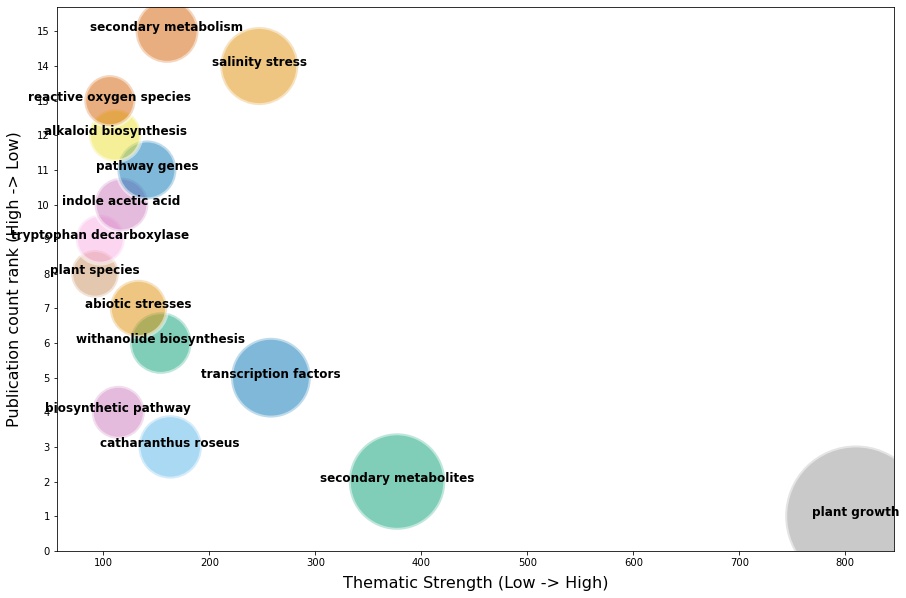 Publication count rank (High -> Low)
15
14
13
12
11
10
9
8
7
6
5
4
3
2
1
0
secondary metabolism
salinity stress
reactive oxygen species
alkaloid biosynthesis
pathway genes
indole acetic acid
tryptophan decarboxylase
plant species
abiotic stresses
withanolide biosynthesis
transcription factors
biosynthetic pathway
catharanthus roseus
secondary metabolites
plant growth
100 200 300 400 500 600 700 800
Thematic Strength (Low -> High)